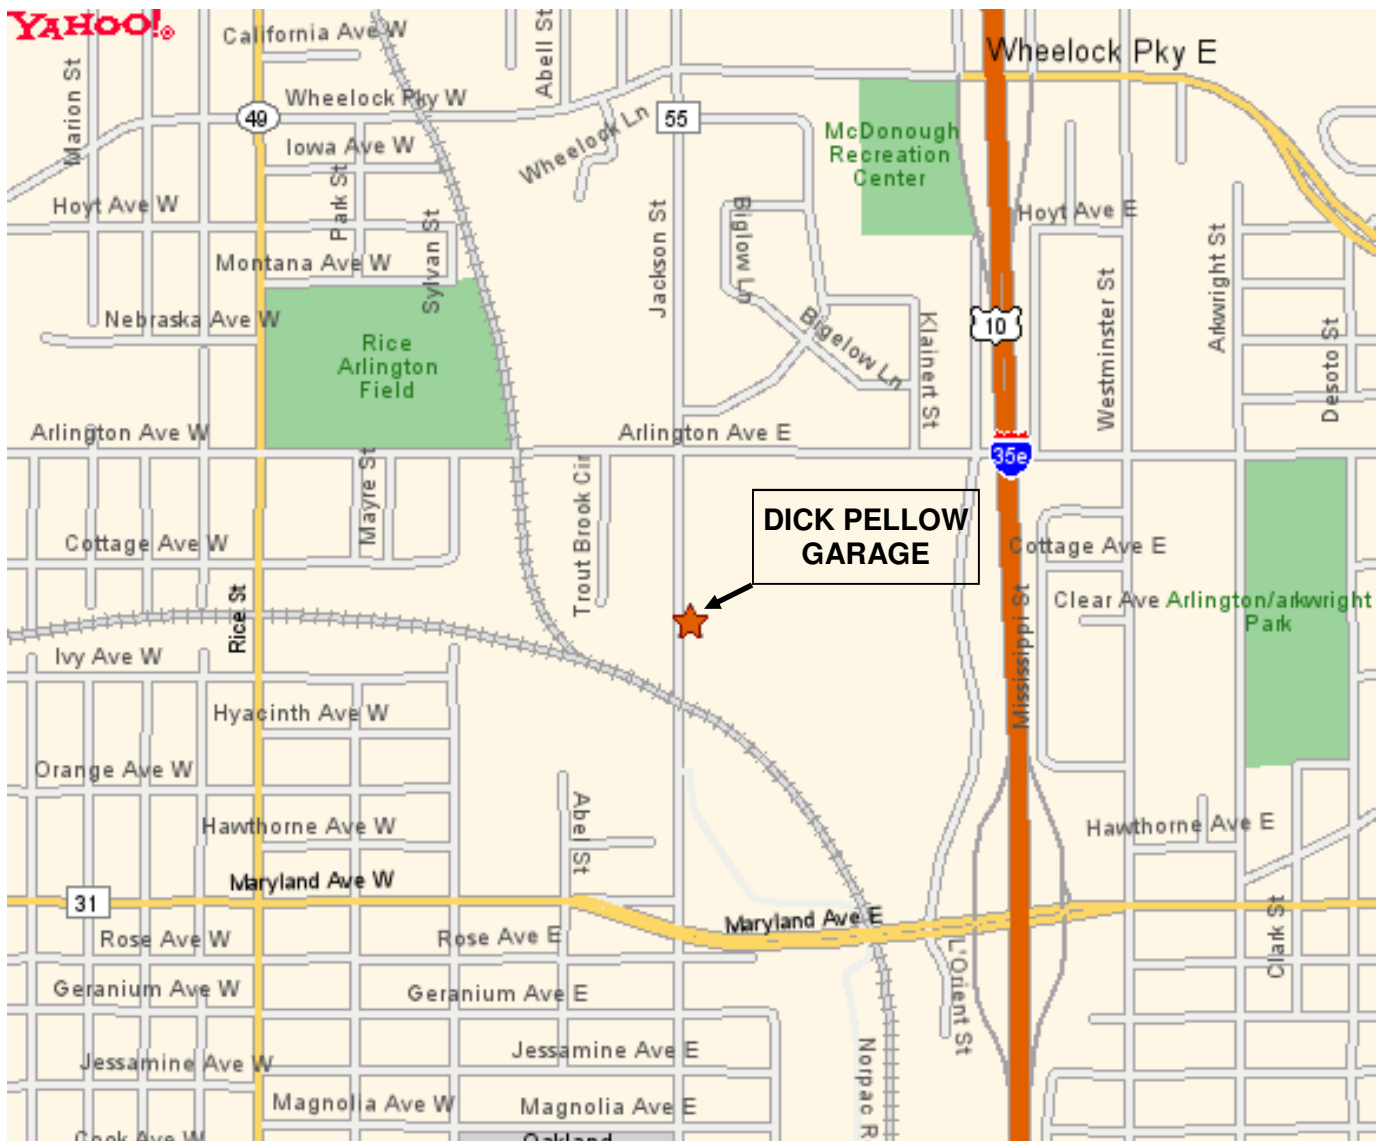 YAHOO!®
California Ave W
Abell St
Wheelock Pky E
Marion St
Wheelock Pky W
49
55
Wheelock Ln
McDonough
Recreation
Center
Iowa Ave W
Park St
Hoyt Ave W
Sylvan St
Jackson St
Biglow Ln
Hoyt Ave E
Arkwright St
Montana Ave W
Westminster St
Nebraska Ave W
10
Rice
Arlington
Field
Bigelow Ln
Klainert St
Desoto St
Arlington Ave W
Arlington Ave E
35e
Mayre St
Trout Brook Cir
DICK PELLOW
GARAGE
Cottage Ave W
Cottage Ave E
Rice St
Clear Ave
Arlington/arkwright
Park
Mississippi St
Ivy Ave W
Hyacinth Ave W
Orange Ave W
Abel St
Hawthorne Ave W
Hawthorne Ave E
Maryland Ave W
31
Maryland Ave E
Rose Ave W
Rose Ave E
Clark St
L'Orient St
Geranium Ave W
Geranium Ave E
Jessamine Ave W
Jessamine Ave E
Norpac R
Magnolia Ave W
Magnolia Ave E
Cook Ave W
Oakland